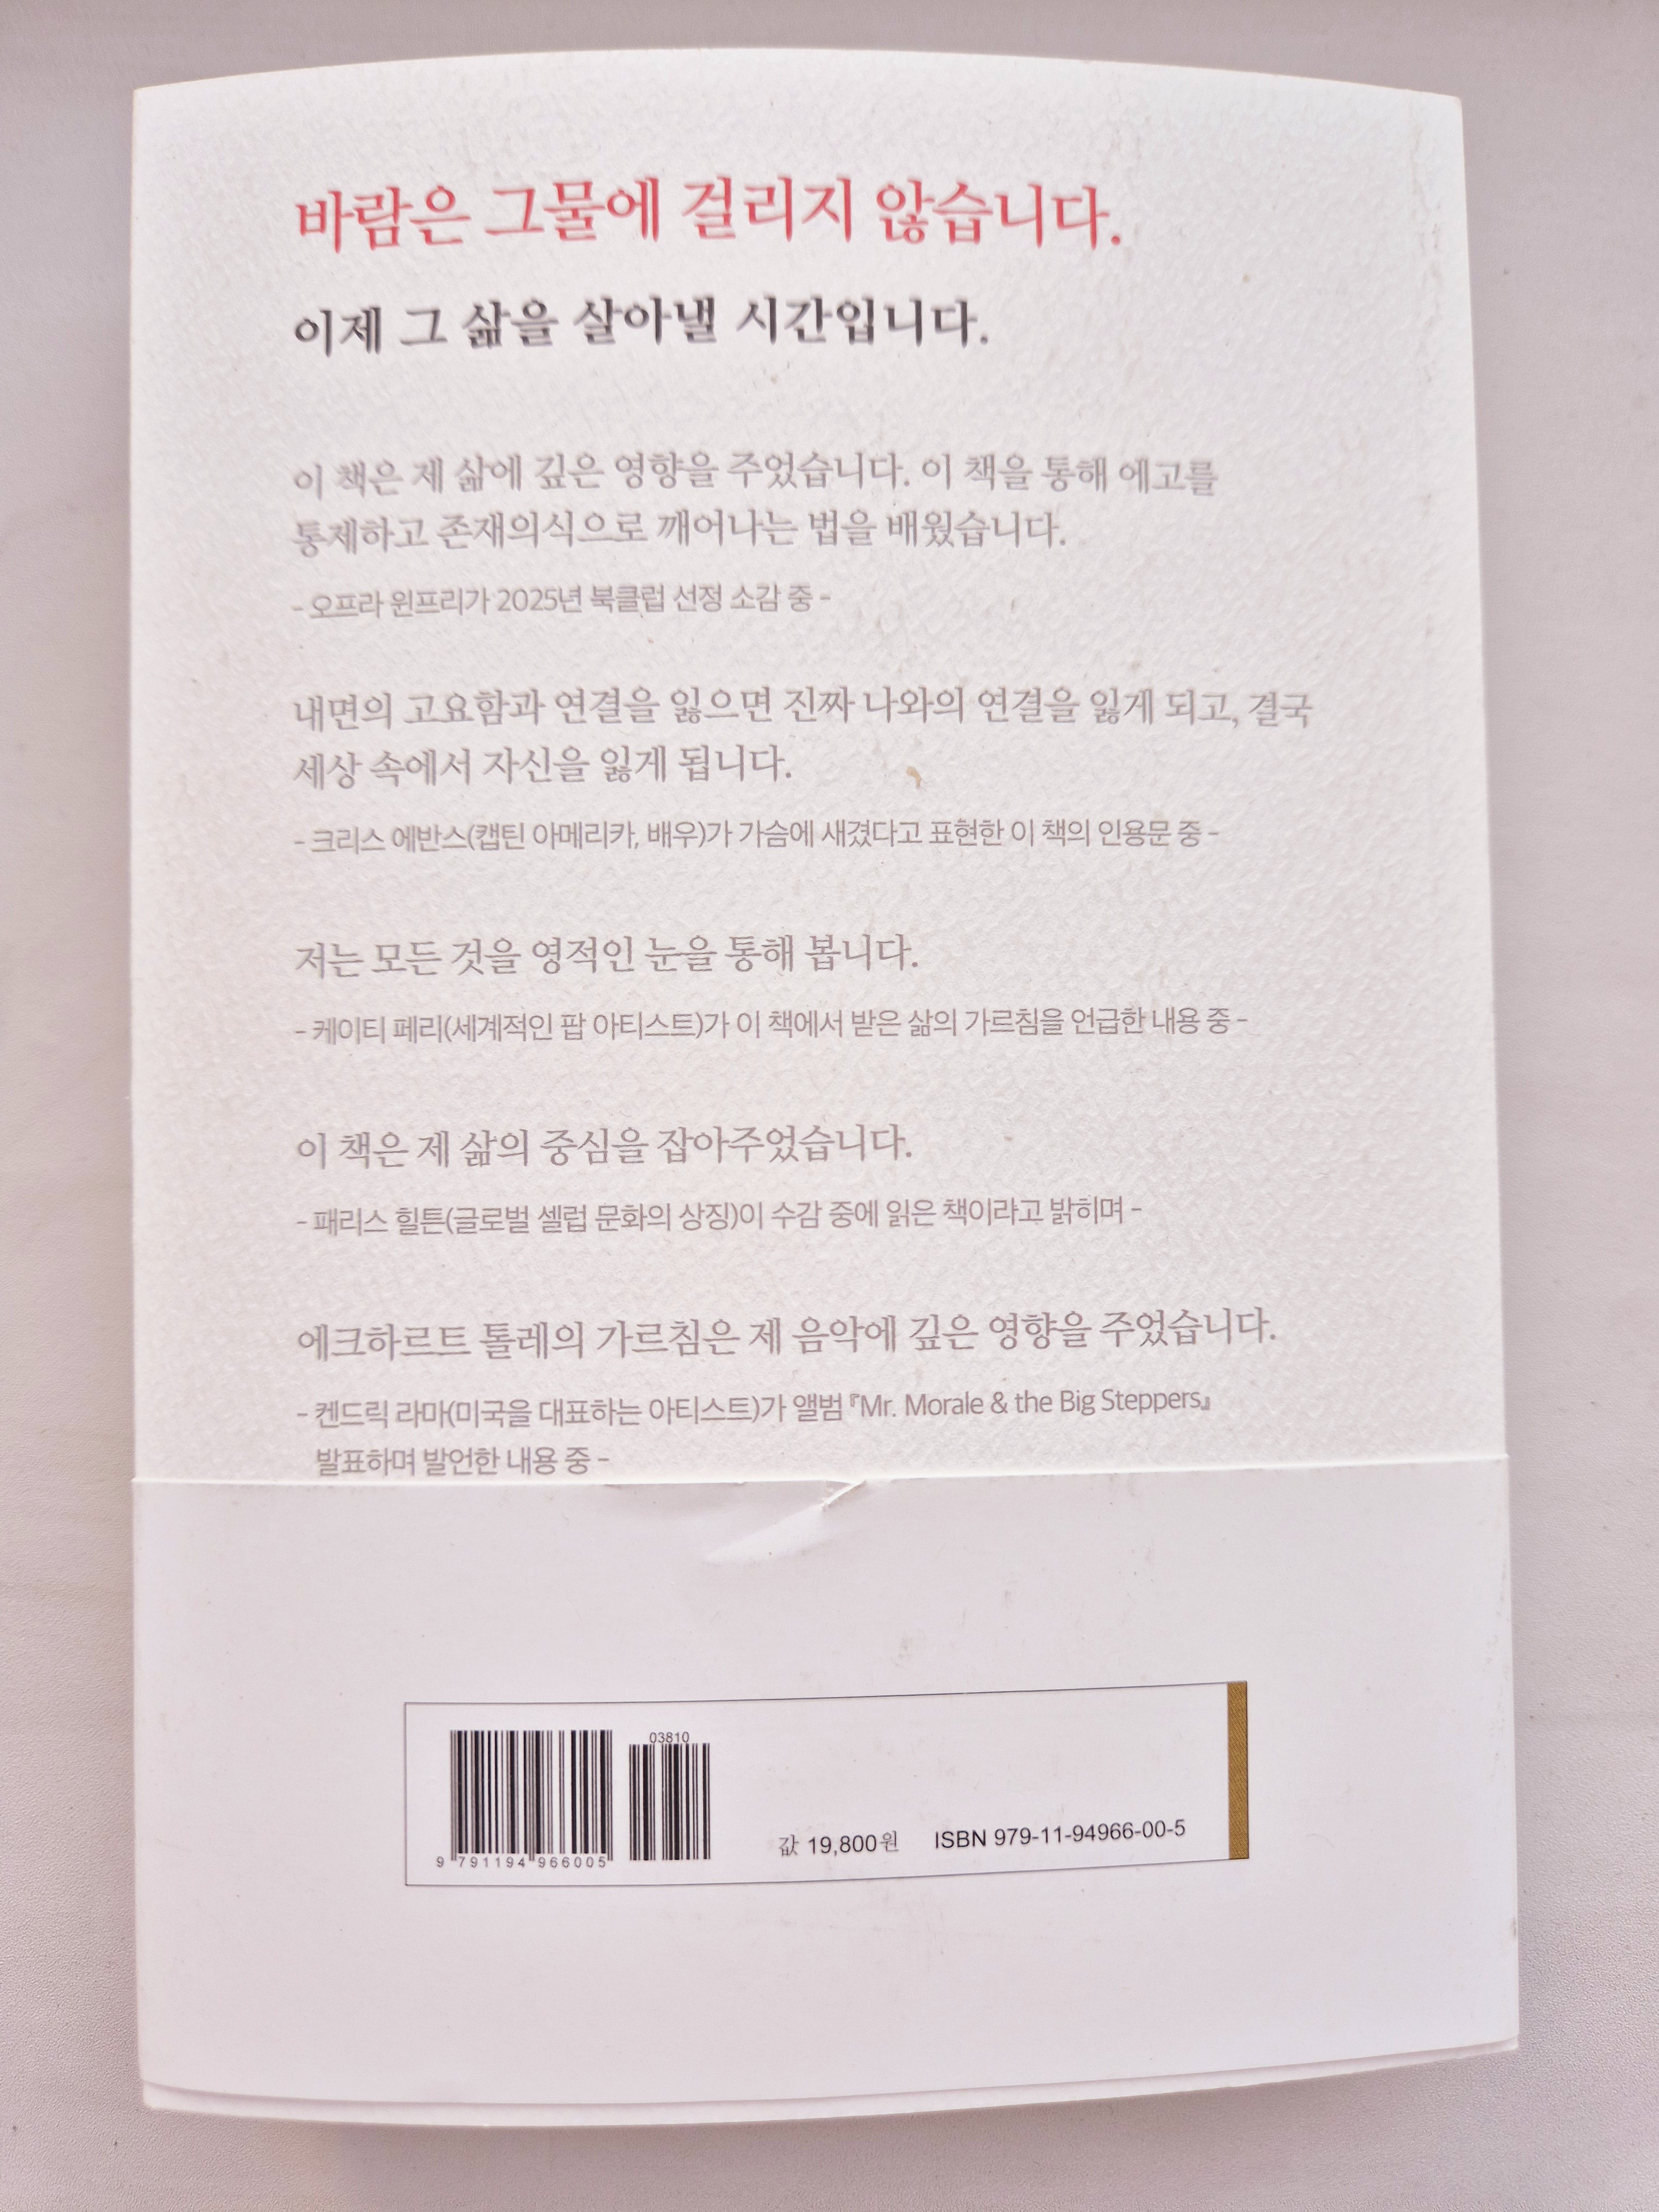 바람은 그물에 걸리지 않습니다.
이제 그 삶을 살아낼 시간입니다.
이 책은 제 삶에 깊은 영향을 주었습니다. 이 책을 통해 에고를
통제하고 존재의식으로 깨어나는 법을 배웠습니다.
- 오프라 윈프리가 2025년 북클럽 선정 소감 중 -
내면의 고요함과 연결을 잃으면 진짜 나와의 연결을 잃게 되고, 결국
세상 속에서 자신을 잃게 됩니다.
- 크리스 에반스(캡틴 아메리카, 배우)가 가슴에 새겼다고 표현한 이 책의 인용문 중 -
저는 모든 것을 영적인 눈을 통해 봅니다.
- 케이티 페리(세계적인 팝 아티스트)가 이 책에서 받은 삶의 가르침을 언급한 내용 중 -
이 책은 제 삶의 중심을 잡아주었습니다.
- 패리스 힐튼(글로벌 셀럽 문화의 상징)이 수감 중에 읽은 책이라고 밝히며 -
에크하르트 톨레의 가르침은 제 음악에 깊은 영향을 주었습니다.
- 켄드릭 라마(미국을 대표하는 아티스트)가 앨범 『Mr. Morale & the Big Steppers』
발표하며 발언한 내용 중 -
03810
9 791194 966005
값 19,800원 ISBN 979-11-94966-00-5